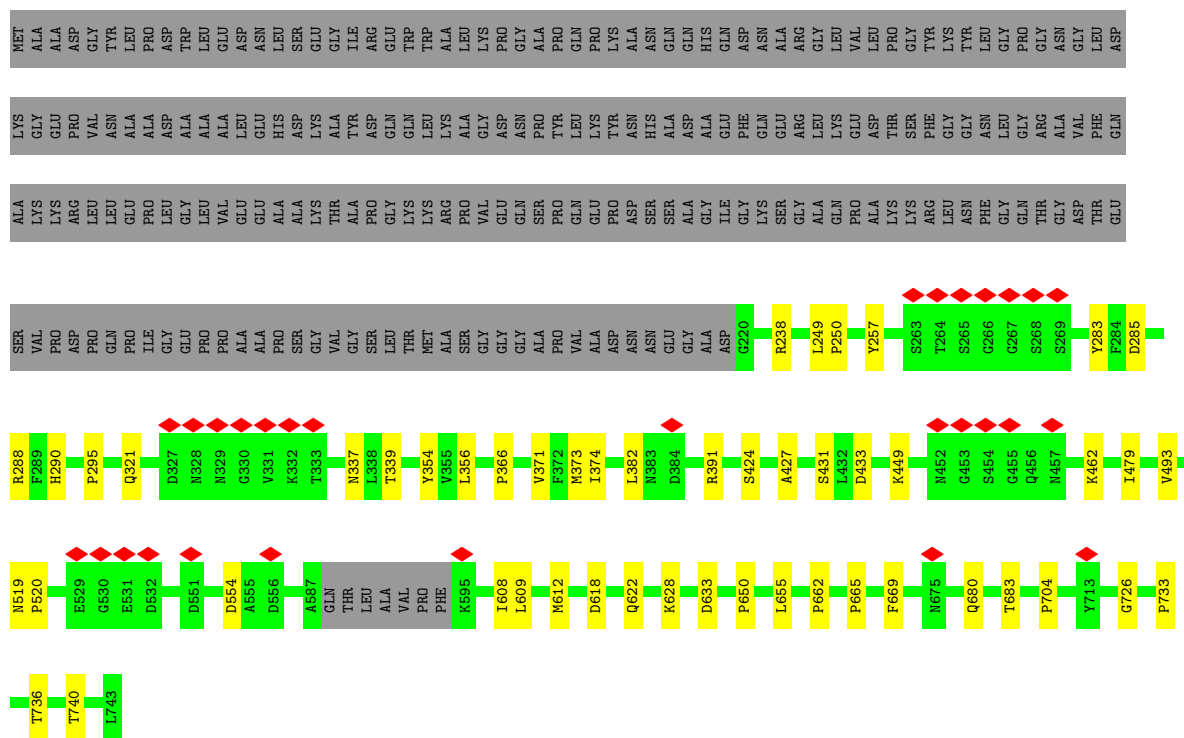 MET ALA ALA ASP GLY TYR LEU PRO ASP TRP LEU GLU ASP ASN LEU SER GLU GLY ILE ARG GLU TRP TRP ALA LEU LYS PRO GLY ALA PRO GLN PRO LYS ALA ASN GLN GLN HIS GLN ASP ASN ALA ARG GLY LEU VAL LEU PRO GLY TYR LYS TYR LEU GLY PRO GLY ASN GLY LEU ASP
LYS GLY GLU PRO VAL ASN ALA ALA ASP ALA ALA ALA LEU GLU HIS ASP LYS ALA TYR ASP GLN GLN LEU LYS ALA GLY ASP ASN PRO TYR LEU LYS TYR ASN HIS ALA ASP ALA GLU PHE GLN GLU ARG LEU LYS GLU ASP THR SER PHE GLY GLY ASN LEU GLY ARG ALA VAL PHE GLN
ALA LYS LYS ARG LEU LEU GLU PRO LEU GLY LEU VAL GLU GLU ALA ALA LYS THR ALA PRO GLY LYS LYS ARG PRO VAL GLU GLN SER PRO GLN GLU PRO ASP SER SER ALA GLY ILE GLY LYS SER GLY ALA GLN PRO ALA LYS LYS ARG LEU ASN PHE GLY GLN THR GLY ASP THR GLU
SER VAL PRO ASP PRO GLN PRO ILE GLY GLU PRO PRO ALA ALA PRO SER GLY VAL GLY SER LEU THR MET ALA SER GLY GLY GLY ALA PRO VAL ALA ASP ASN ASN GLU GLY ALA ASP G220 R238 L249 P250 Y257 S263 T264 S265 G266 G267 S268 S269 Y283 F284 D285
R288 F289 H290 P295 Q321 D327 N328 N329 G330 V331 K332 T333 N337 L338 T339 Y354 V355 L356 P366 V371 F372 M373 I374 L382 N383 D384 R391 S424 A427 S431 L432 D433 K449 N452 G453 S454 G455 Q456 N457 K462 I479 V493
N519 P520 E529 G530 E531 D532 D551 D554 A555 D556 A587 GLN THR LEU ALA VAL PRO PHE K595 I608 L609 M612 D618 Q622 K628 D633 P650 L655 P662 P665 F669 N675 Q680 T683 P704 Y713 G726 P733
T736 T740 L743